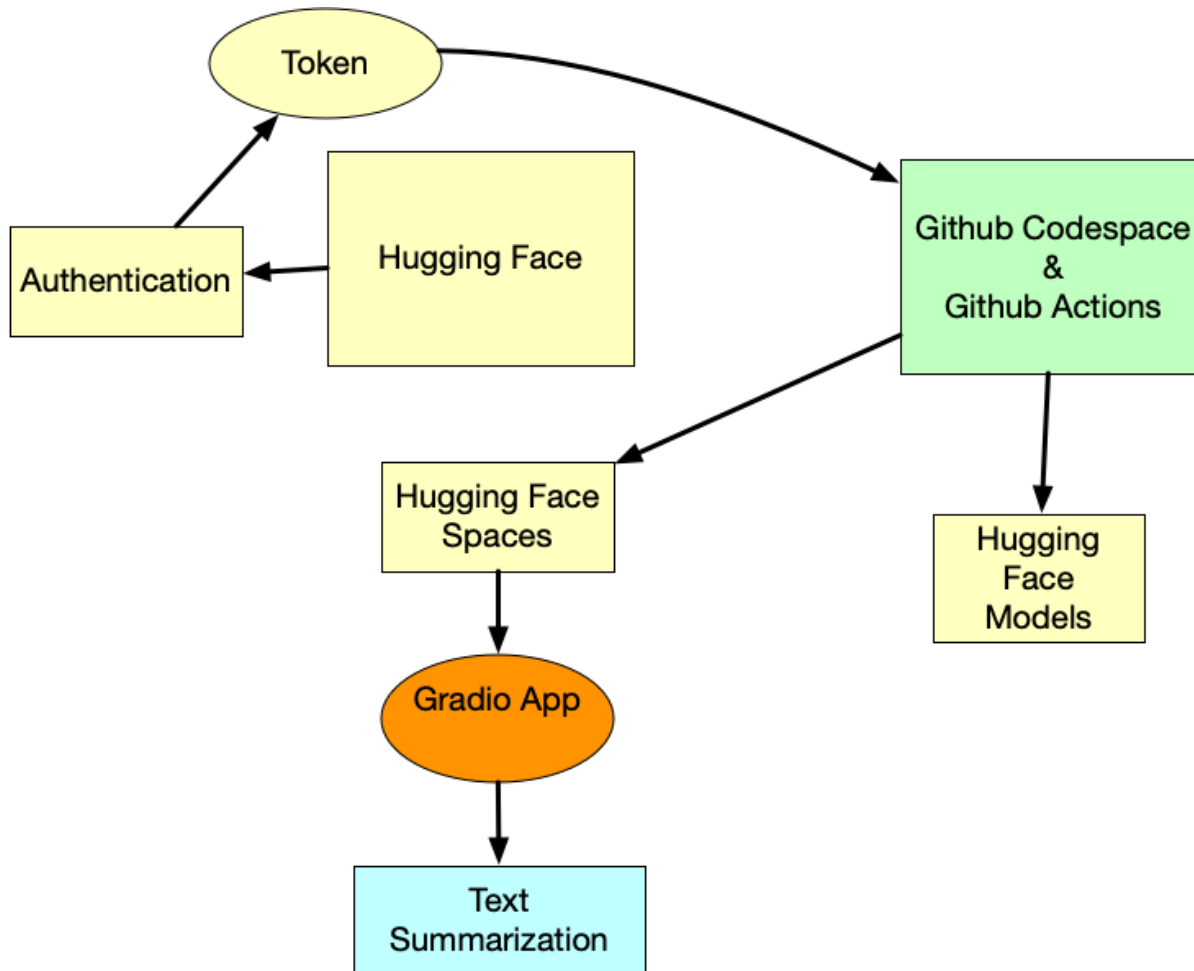 Token
Hugging Face
Authentication
Github Codespace
&
Github Actions
Hugging Face
Spaces
Hugging
Face
Models
Gradio App
Text
Summarization